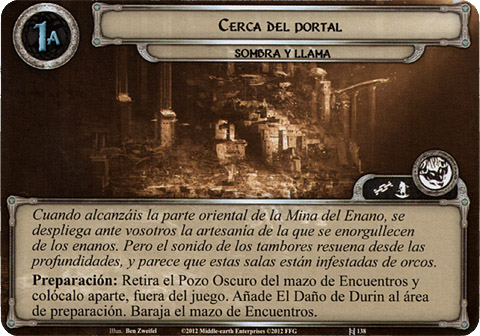 1A
CERCA DEL PORTAL
SOMBRA Y LLAMA
Cuando alcanzáis la parte oriental de la Mina del Enano, se
despliega ante vosotros la artesanía de la que se enorgullecen
de los enanos. Pero el sonido de los tambores resuena desde las
profundidades, y parece que estas salas están infestadas de orcos.
Preparación: Retira el Pozo Oscuro del mazo de Encuentros y
colócalo aparte, fuera del juego. Añade El Daño de Durin al área
de preparación. Baraja el mazo de Encuentros.
Ilus. Ben Zweifel ©2012 Middle-earth Enterprises ©2012 FFG 138